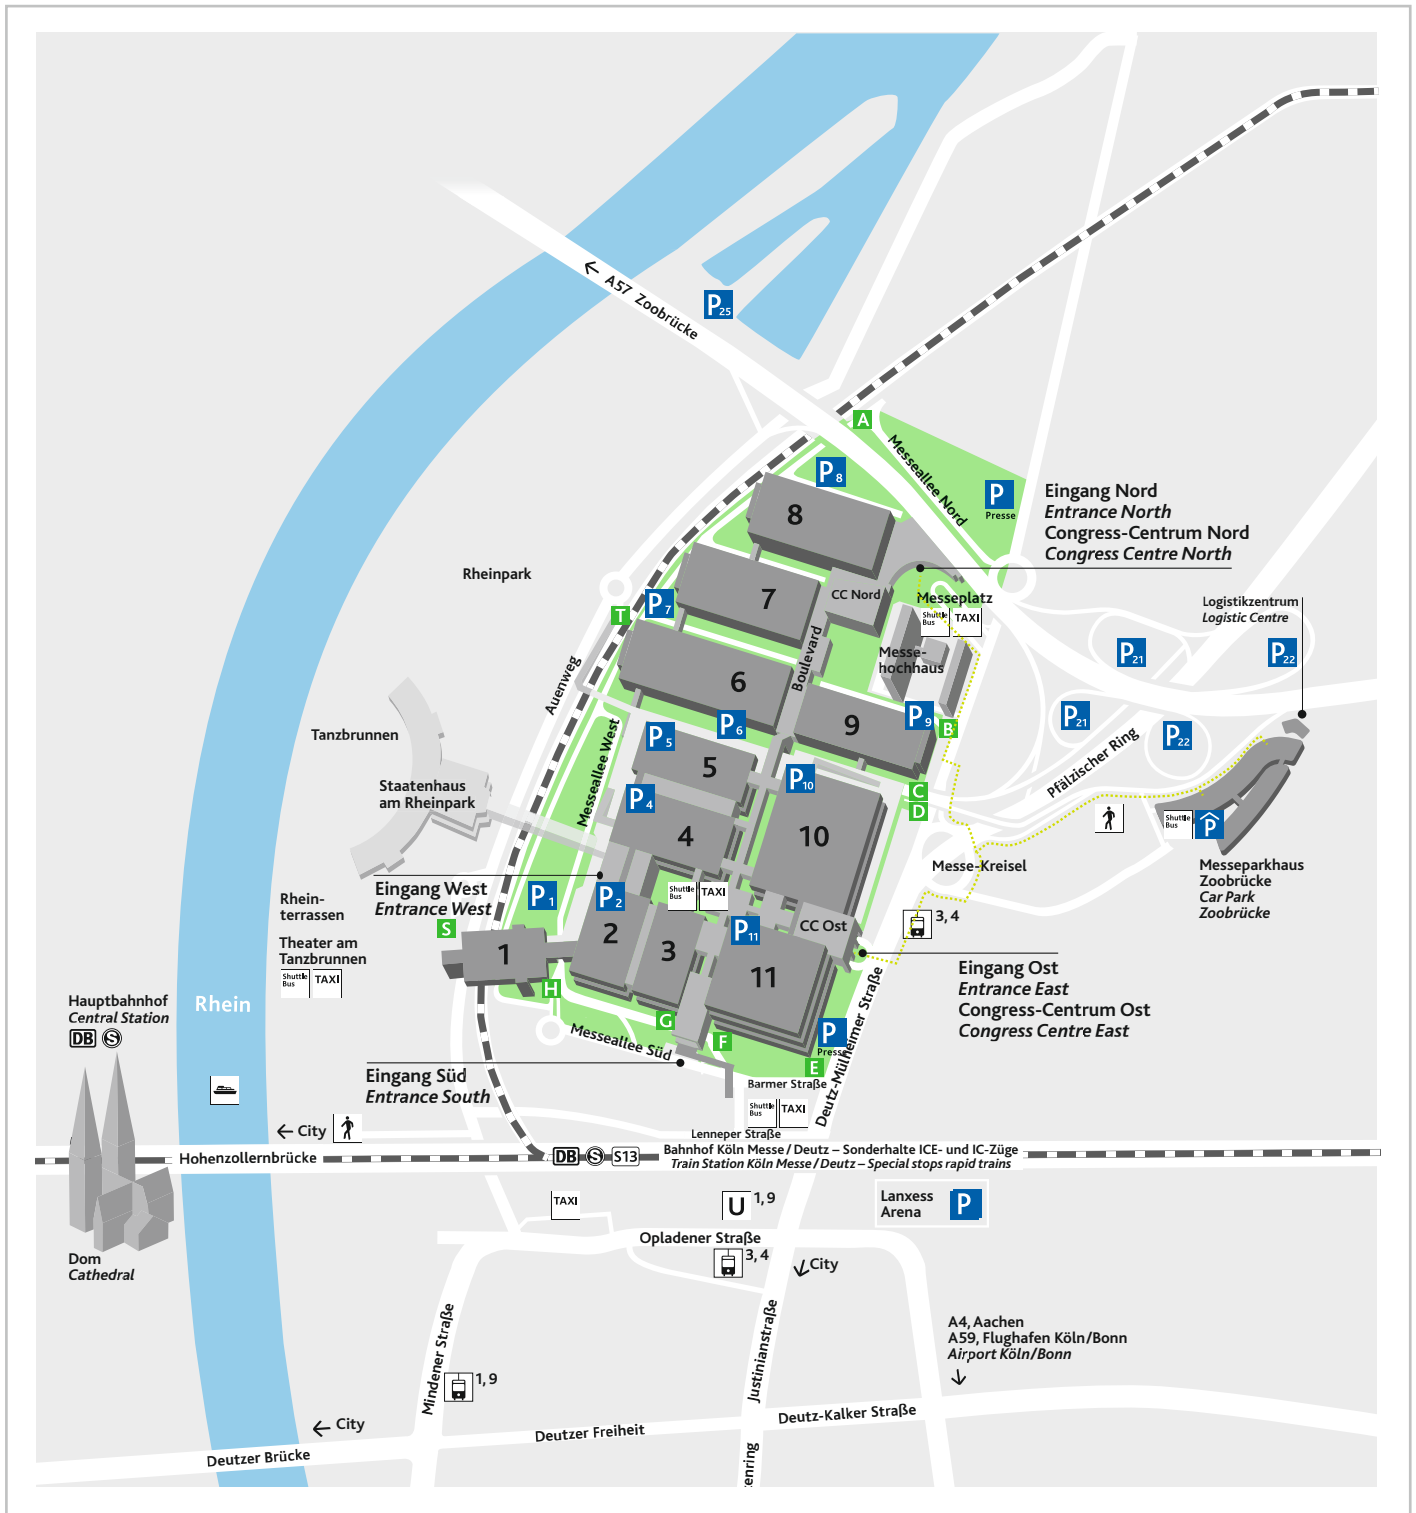 A57 Zoobrücke
P25
A
Messeallee Nord
P8
P
Presse
Eingang Nord
Entrance North
Congress-Centrum Nord
Congress Centre North
8
Rheinpark
7
CC Nord
Messeplatz
Shuttle
Bus
TAXI
P7
T
Logistikzentrum
Logistic Centre
P21
P22
Boulevard
Messe-
hochhaus
6
Auenweg
P9
B
P21
P22
Pfälzischer Ring
9
P6
P5
Messeallee West
Tanzbrunnen
5
P10
C
D
Staatenhaus
am Rheinpark
P4
4
10
Shuttle
Bus
P
Messe-Kreisel
Messeparkhaus
Zoobrücke
Car Park
Zoobrücke
Eingang West
Entrance West
P1
P2
Shuttle
Bus
TAXI
Rhein-
terrassen
S
3, 4
CC Ost
P11
Theater am
Tanzbrunnen
Shuttle
Bus
TAXI
1
2
3
11
Eingang Ost
Entrance East
Congress-Centrum Ost
Congress Centre East
H
G
F
E
P
Presse
Hauptbahnhof
Central Station
DB S
Rhein
Messeallee Süd
Deutz-Mülheimer Straße
Eingang Süd
Entrance South
Barmer Straße
Shuttle
Bus
TAXI
City
Lenneper Straße
Hohenzollernbrücke
DB S S13
Bahnhof Köln Messe / Deutz – Sonderhalte ICE- und IC-Züge
Train Station Köln Messe / Deutz – Special stops rapid trains
TAXI
U 1, 9
Lanxess
Arena
P
Opladener Straße
3, 4
City
Dom
Cathedral
Mindener Straße
Justinianstraße
A4, Aachen
A59, Flughafen Köln/Bonn
Airport Köln/Bonn
1, 9
City
Deutz-Kalker Straße
Deutzer Freiheit
Deutzer Brücke
enring